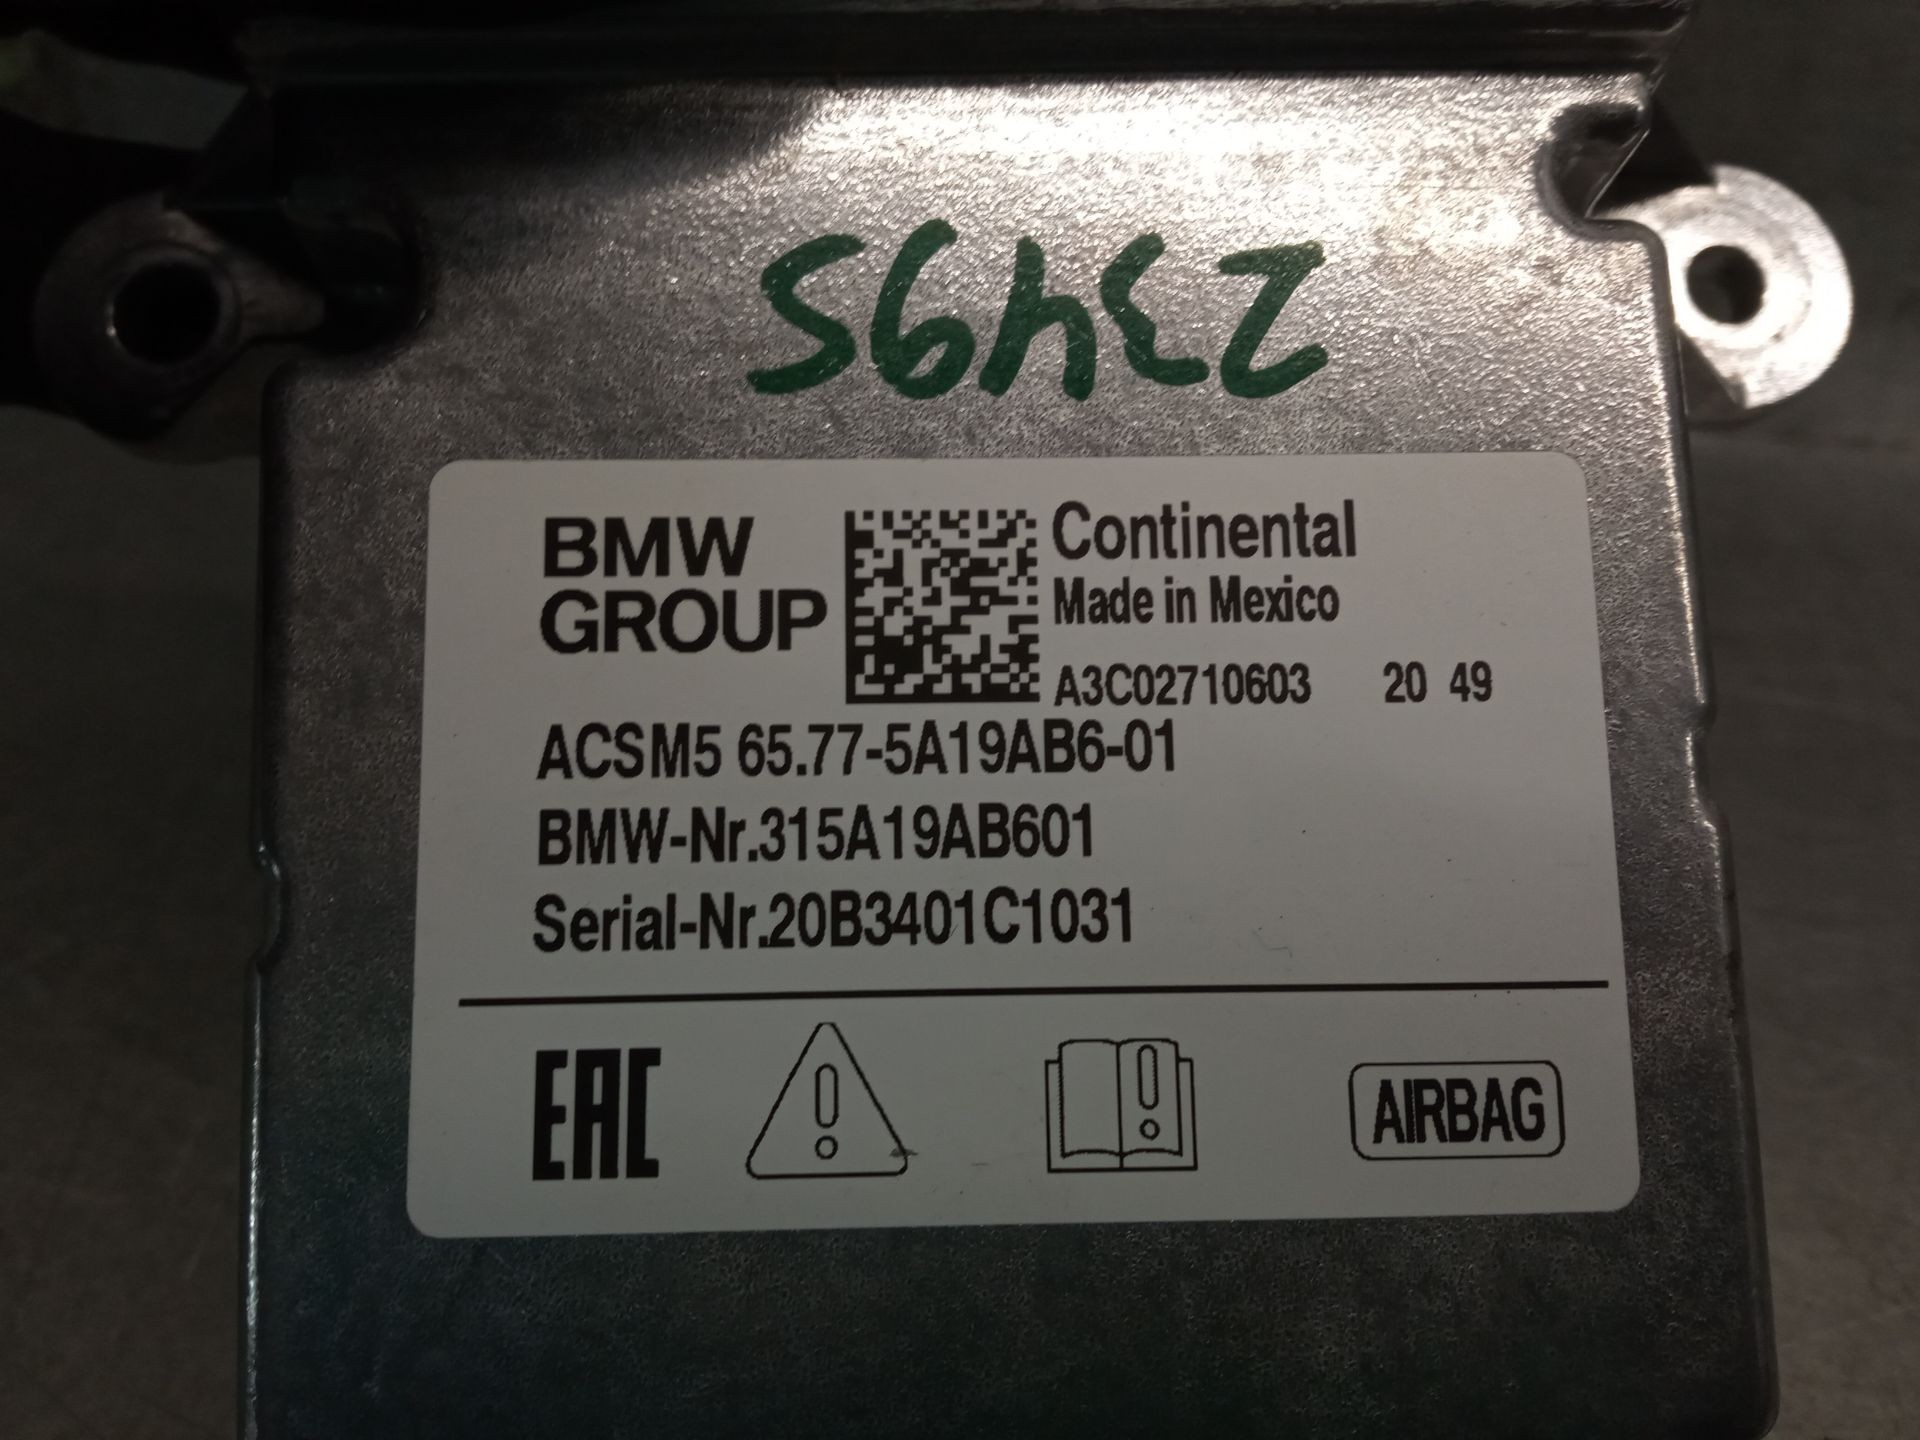 BMW
GROUP
Continental
Made in Mexico
A3C02710603 20 49
ACSM5 65.77-5A19AB6-01
BMW-Nr.315A19AB601
Serial-Nr.20B3401C1031
EAC
AIRBAG